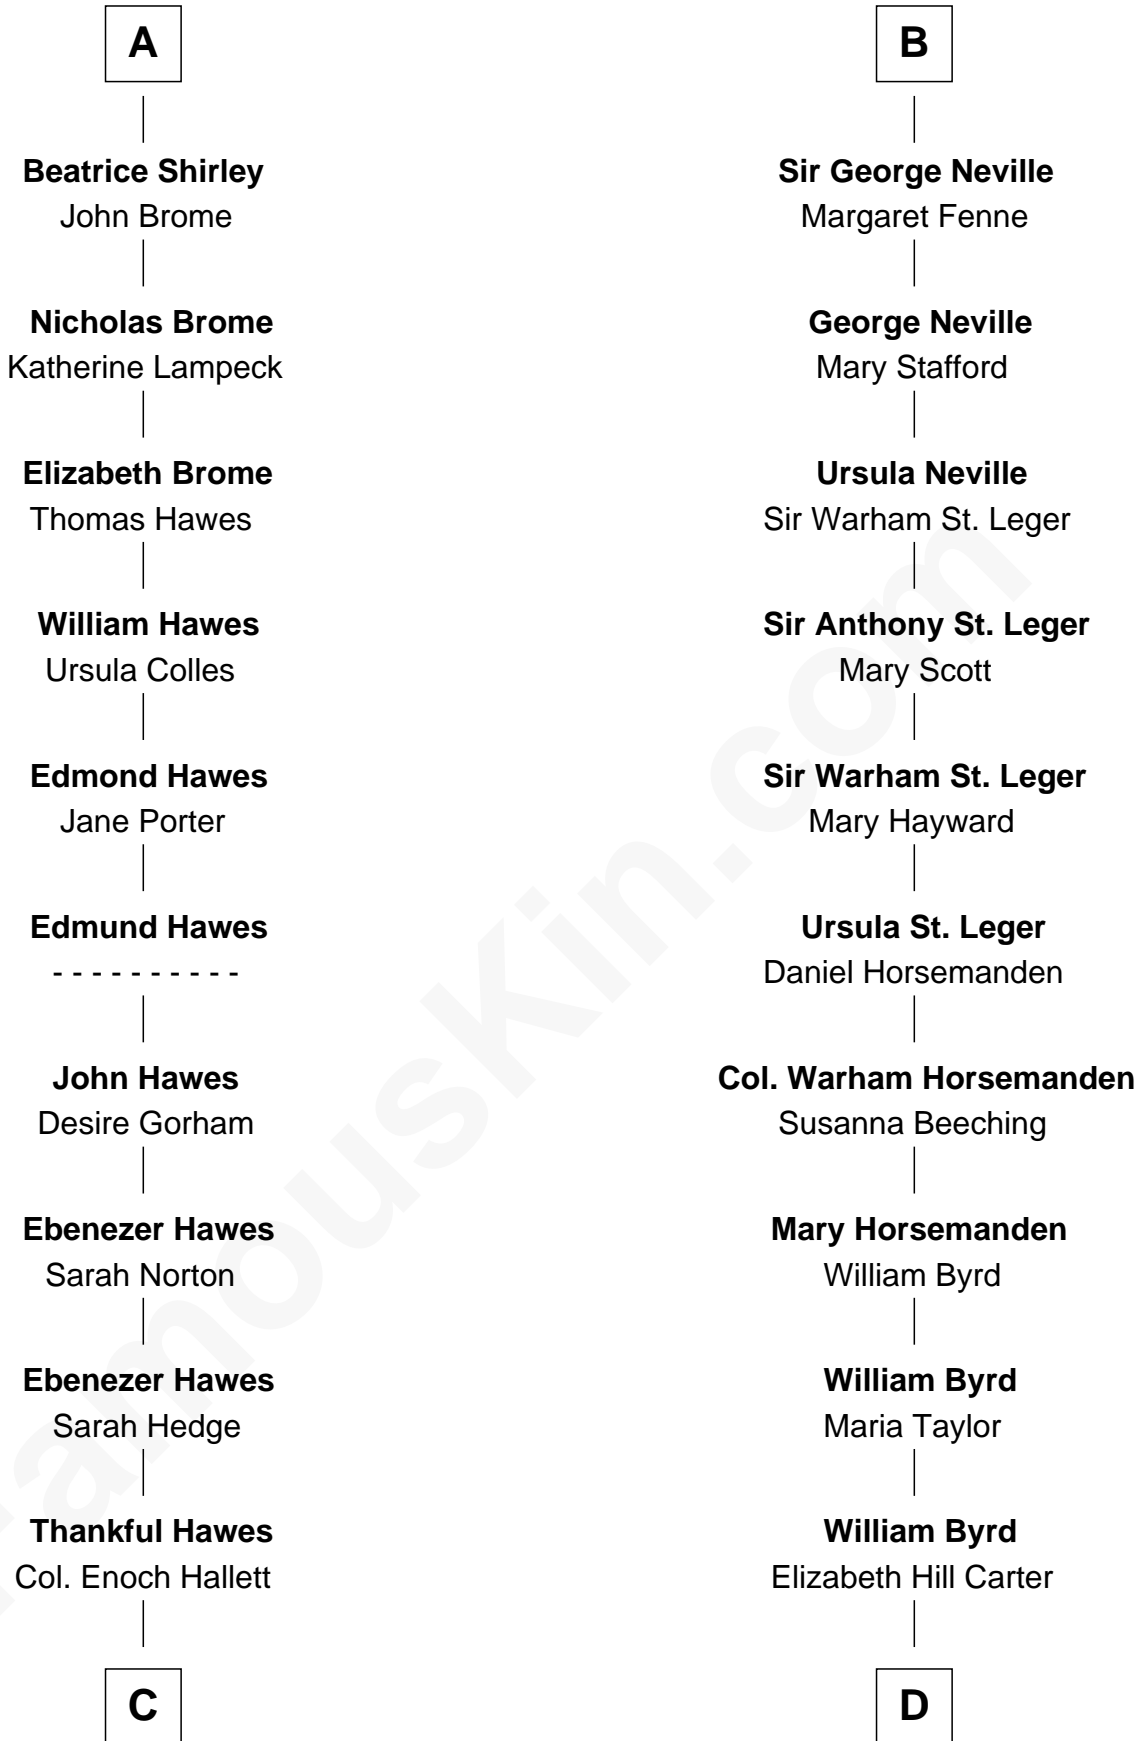 A
Beatrice Shirley
John Brome
Nicholas Brome
Katherine Lampeck
Elizabeth Brome
Thomas Hawes
William Hawes
Ursula Colles
Edmond Hawes
Jane Porter
Edmund Hawes
- - - - - - - - - -
John Hawes
Desire Gorham
Ebenezer Hawes
Sarah Norton
Ebenezer Hawes
Sarah Hedge
Thankful Hawes
Col. Enoch Hallett
C
B
Sir George Neville
Margaret Fenne
George Neville
Mary Stafford
Ursula Neville
Sir Warham St. Leger
Sir Anthony St. Leger
Mary Scott
Sir Warham St. Leger
Mary Hayward
Ursula St. Leger
Daniel Horsemanden
Col. Warham Horsemanden
Susanna Beeching
Mary Horsemanden
William Byrd
William Byrd
Maria Taylor
William Byrd
Elizabeth Hill Carter
D
FamousKin.com